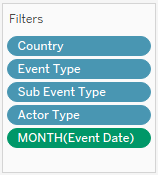 Filters
Country
Event Type
Sub Event Type
Actor Type
MONTH(Event Date)